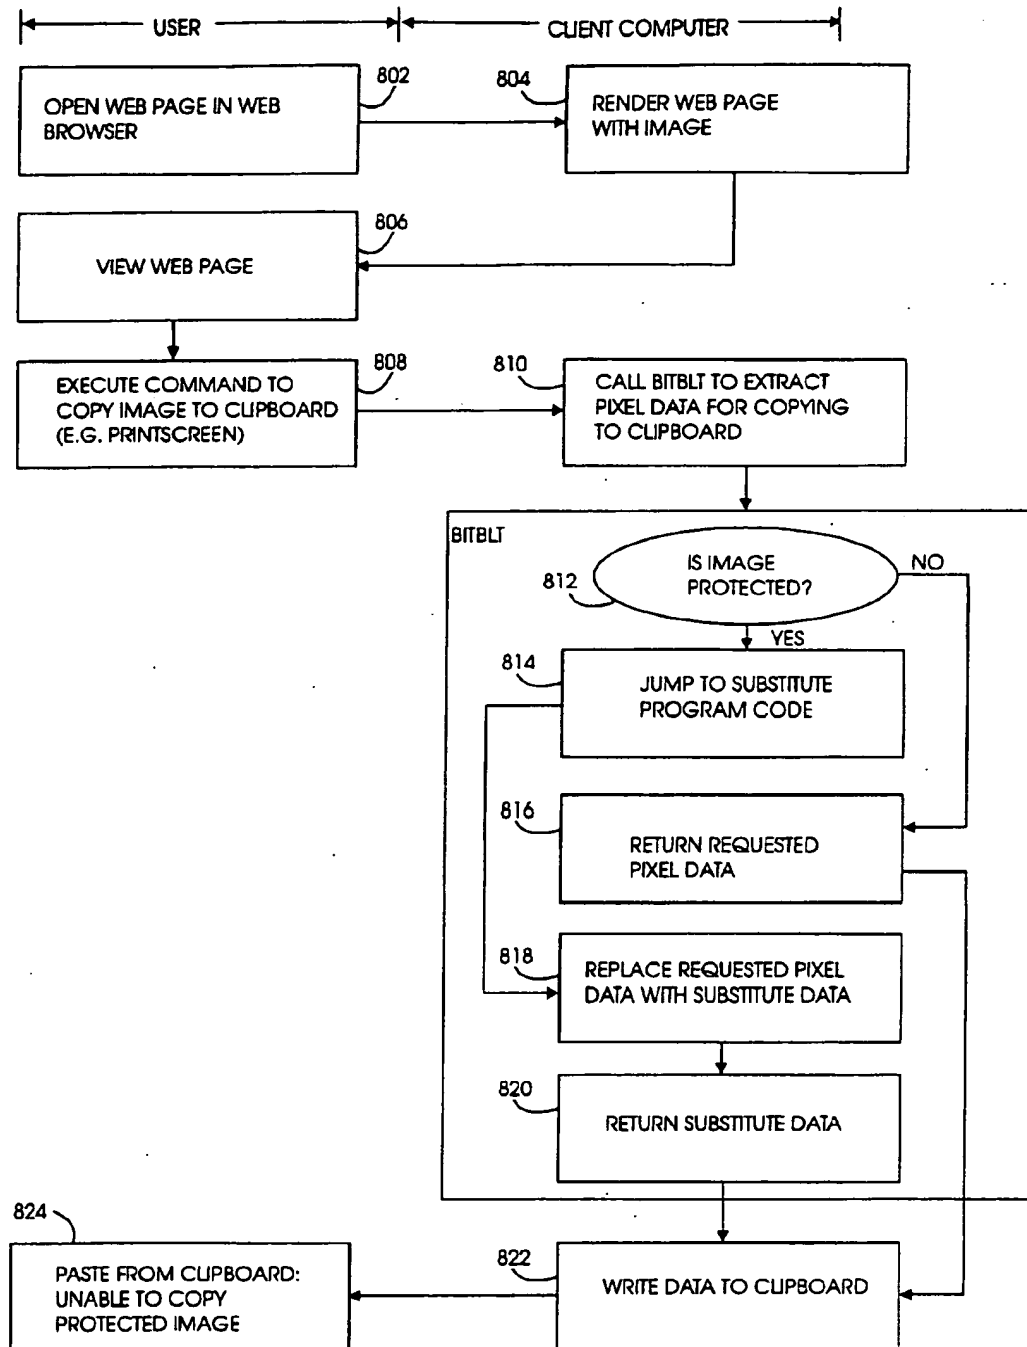 USER
CLIENT COMPUTER
802
OPEN WEB PAGE IN WEB
BROWSER
804
RENDER WEB PAGE
WITH IMAGE
806
VIEW WEB PAGE
808
EXECUTE COMMAND TO
COPY IMAGE TO CLIPBOARD
(E.G. PRINTSCREEN)
810
CALL BITBLT TO EXTRACT
PIXEL DATA FOR COPYING
TO CLIPBOARD
BITBLT
812
IS IMAGE
PROTECTED?
NO
YES
814
JUMP TO SUBSTITUTE
PROGRAM CODE
816
RETURN REQUESTED
PIXEL DATA
818
REPLACE REQUESTED PIXEL
DATA WITH SUBSTITUTE DATA
820
RETURN SUBSTITUTE DATA
822
WRITE DATA TO CLIPBOARD
824
PASTE FROM CLIPBOARD:
UNABLE TO COPY
PROTECTED IMAGE